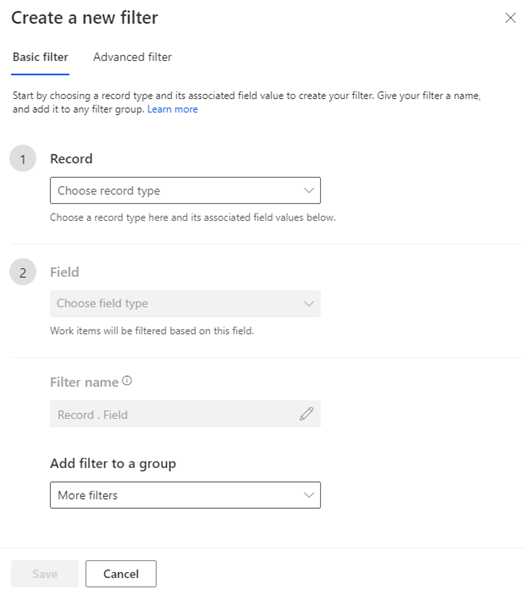 Create a new filter
Basic filter
Advanced filter
Start by choosing a record type and its associated field value to create your filter. Give your filter a name,
and add it to any filter group. Learn more
1
Record
Choose record type
Choose a record type here and its associated field values below.
2
Field
Choose field type
Work items will be filtered based on this field.
Filter name
Record . Field
Add filter to a group
More filters
Save
Cancel